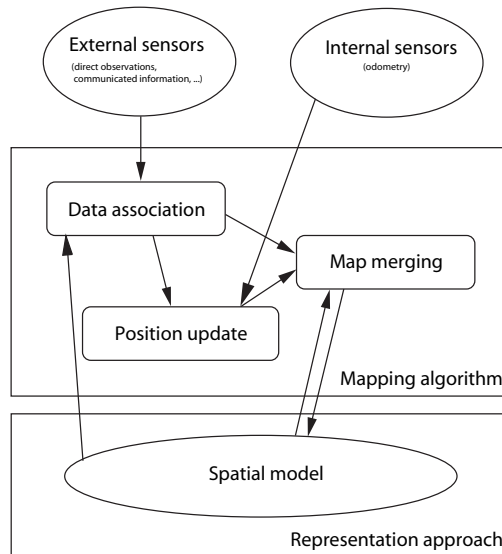 External sensors
(direct observations,
communicated information, ...)
Internal sensors
(odometry)
Data association
Map merging
Position update
Mapping algorithm
Spatial model
Representation approach